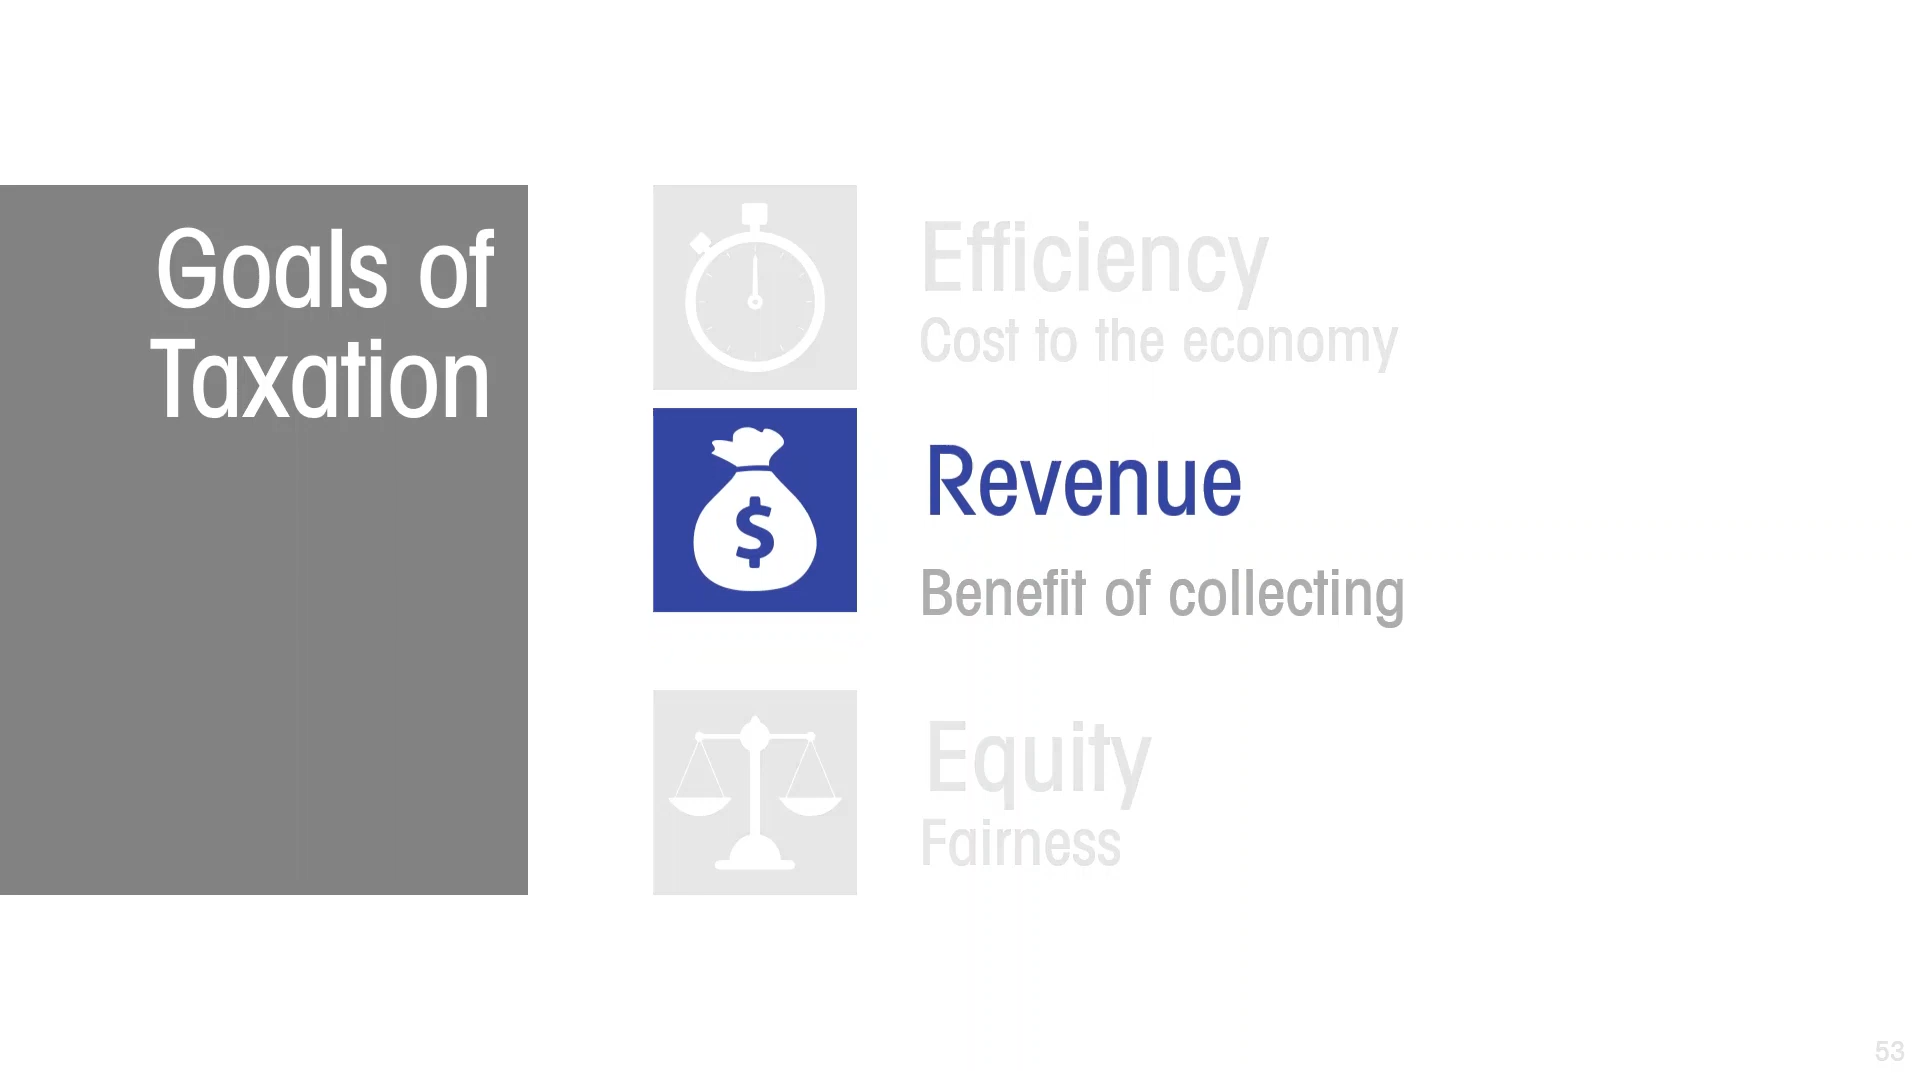 Goals of
Taxation
Efficiency
Cost to the economy
$
Revenue
Benefit of collecting
Equity
Fairness
53